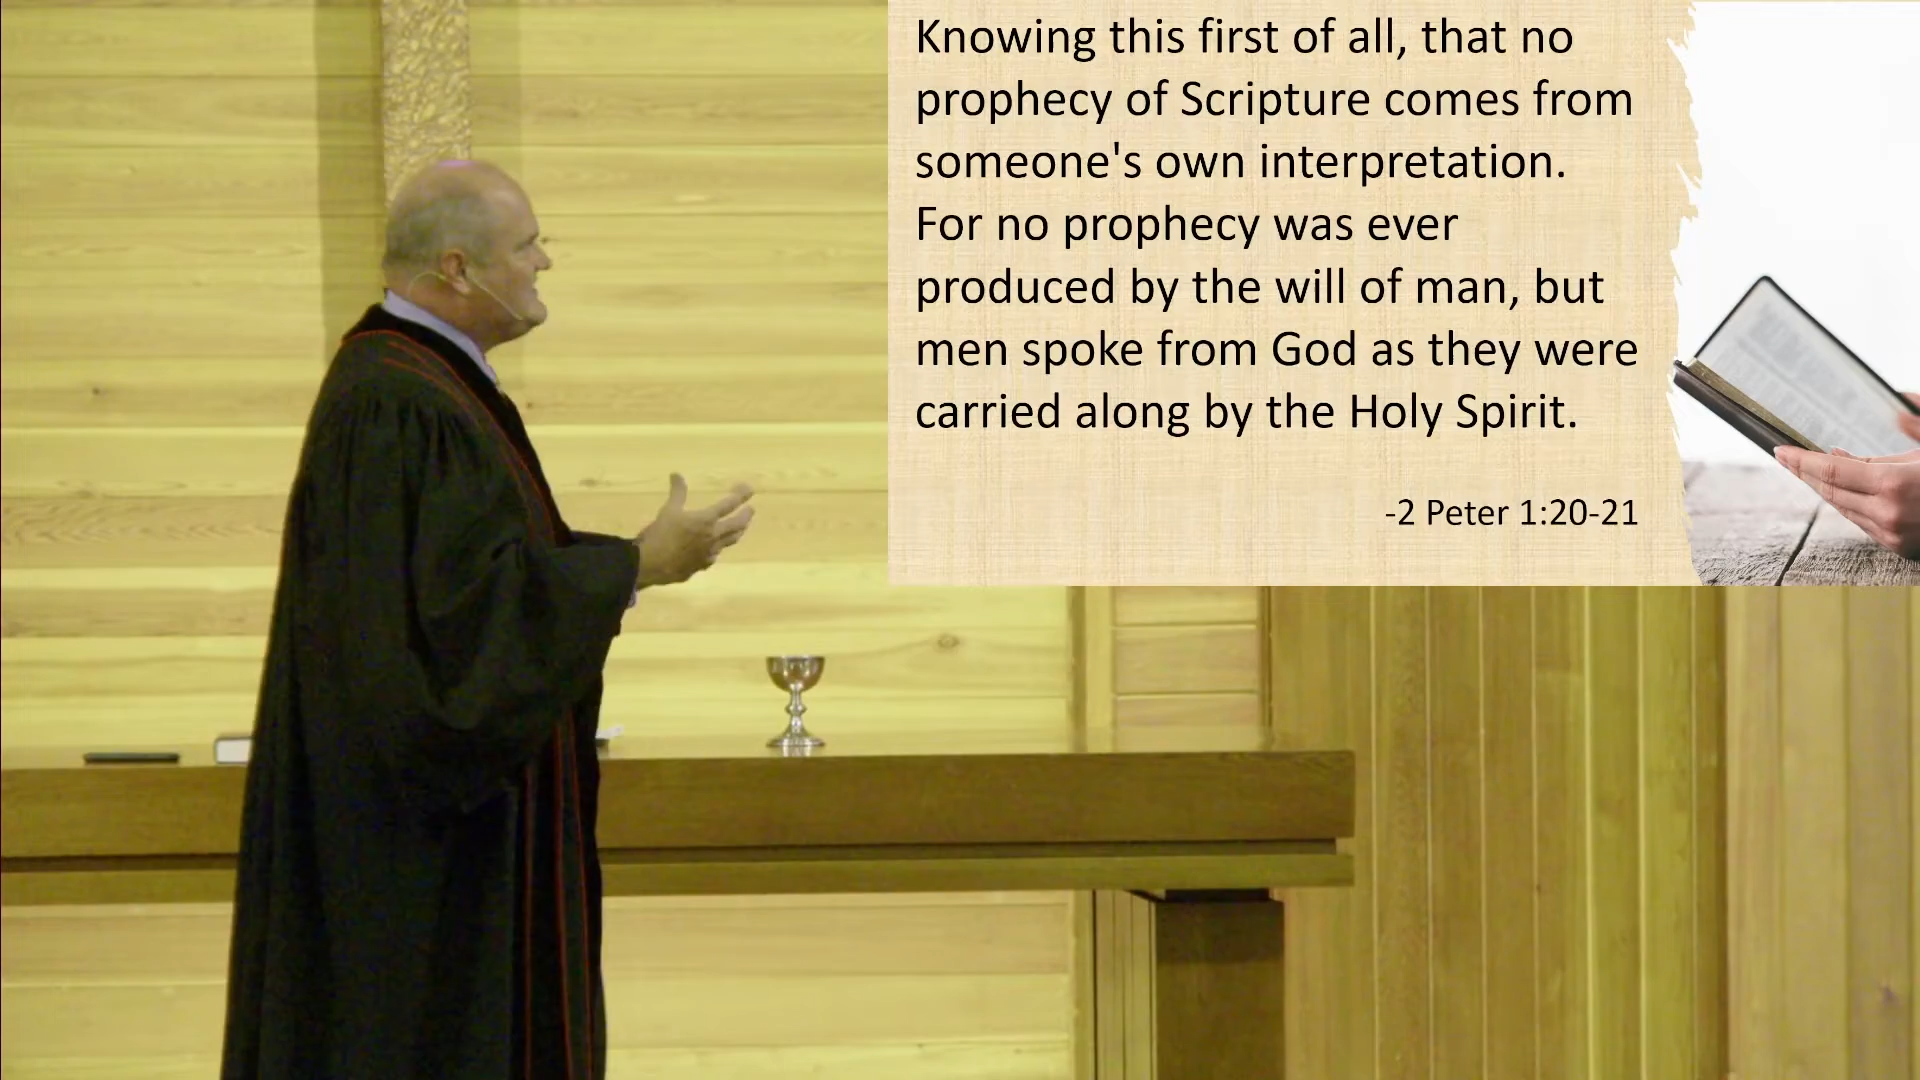 Knowing this first of all, that no
prophecy of Scripture comes from
someone's own interpretation.
For no prophecy was ever
produced by the will of man, but
men spoke from God as they were
carried along by the Holy Spirit.
-2 Peter 1:20-21